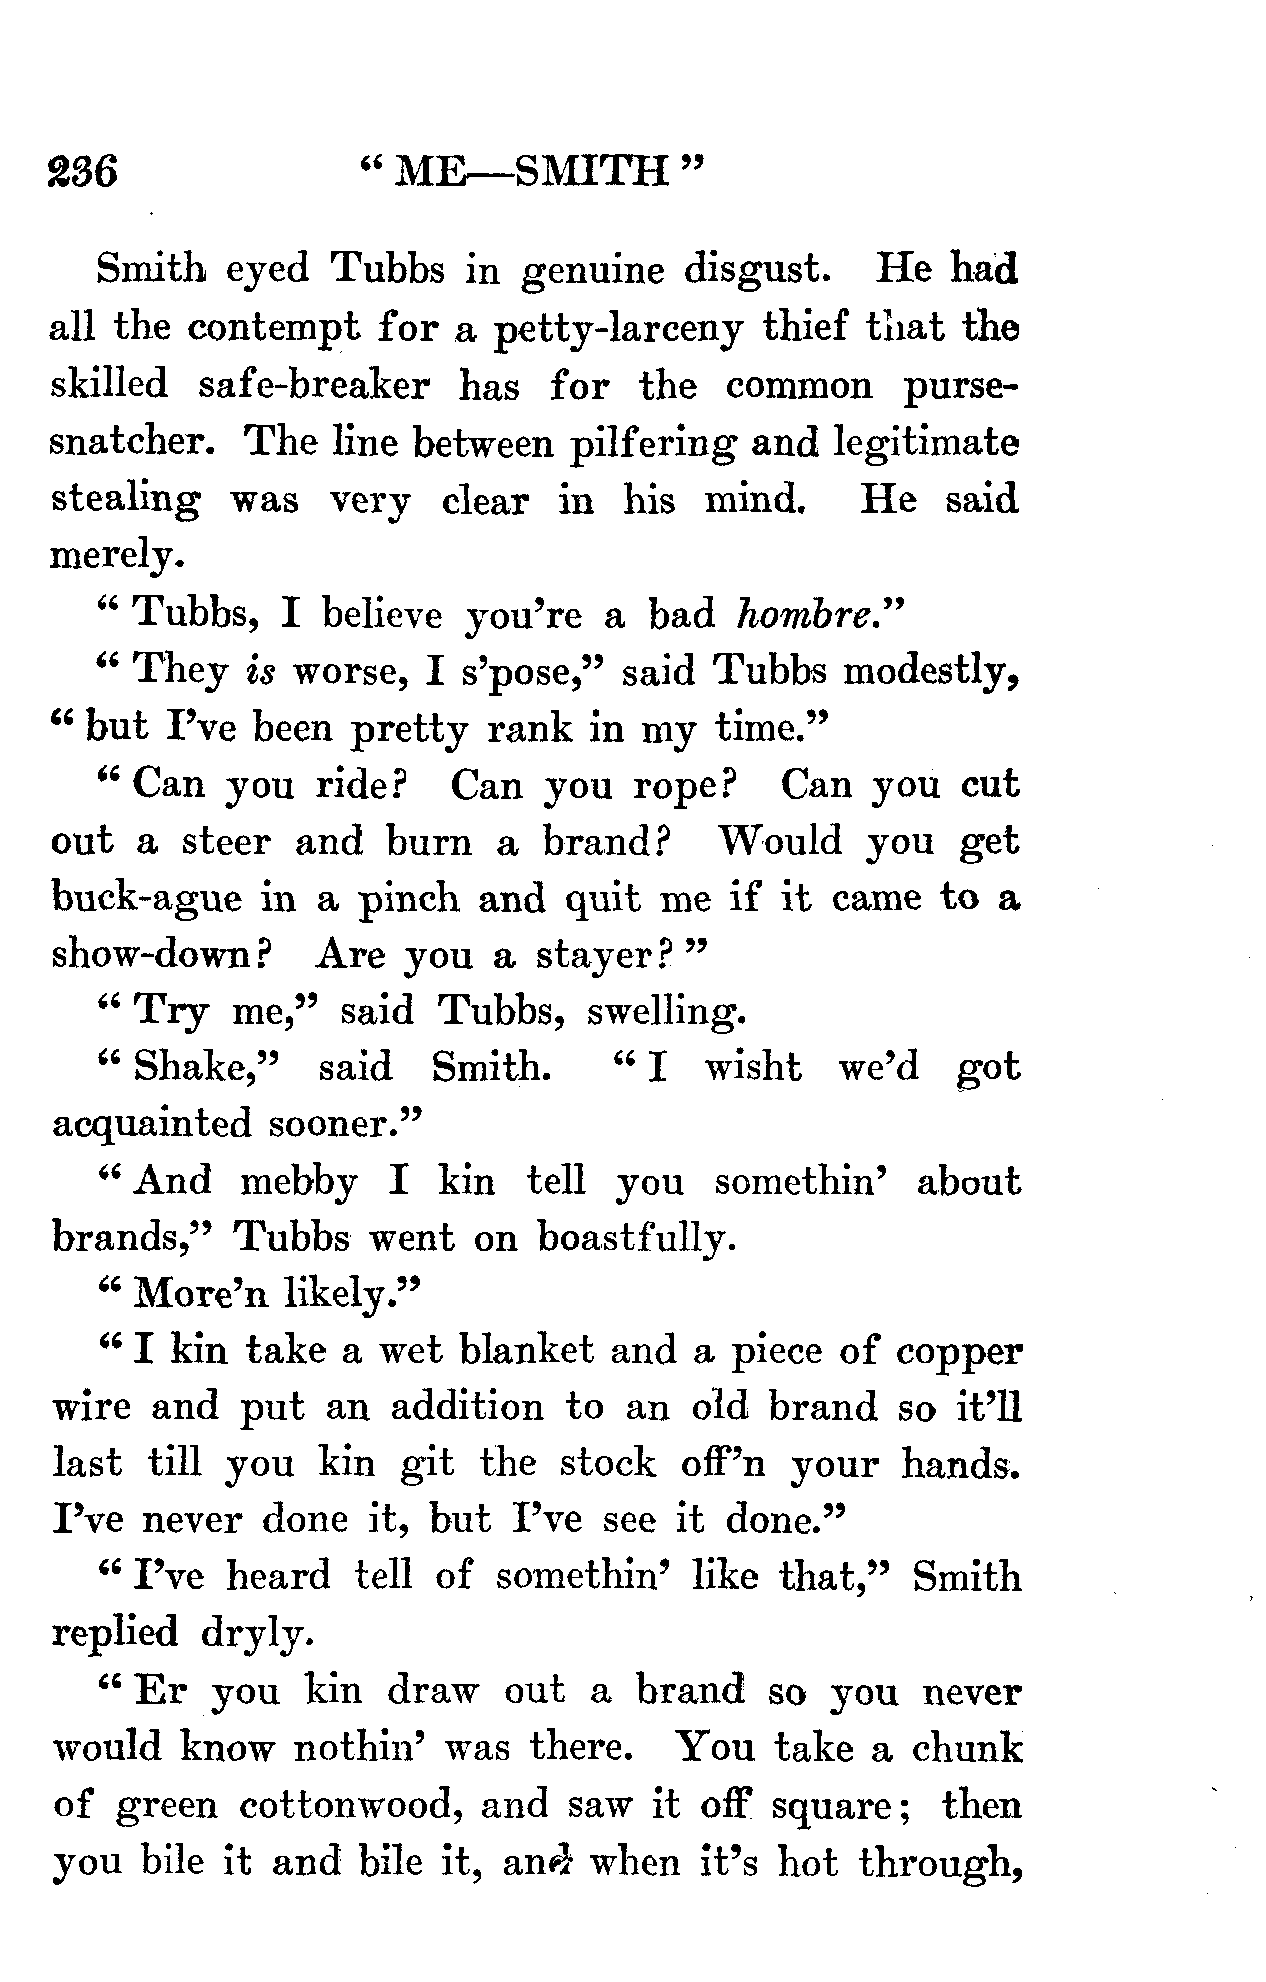 236 “ ME—SMITH ”
Smith eyed Tubbs in genuine disgust. He had
all the contempt for a petty-larceny thief that the
skilled safe-breaker has for the common purse-
snatcher. The line between pilfering and legitimate
stealing was very clear in his mind. He said
merely.
“ Tubbs, I believe you’re a bad hombre.”
“ They is worse, I s’pose,” said Tubbs modestly,
“ but I’ve been pretty rank in my time.”
“ Can you ride? Can you rope? Can you cut
out a steer and burn a brand? Would you get
buck-ague in a pinch and quit me if it came to a
show-down? Are you a stayer? ”
“ Try me,” said Tubbs, swelling.
“ Shake,” said Smith. “ I wisht we’d got
acquainted sooner.”
“ And mebby I kin tell you somethin’ about
brands,” Tubbs went on boastfully.
“ More’n likely.”
“ I kin take a wet blanket and a piece of copper
wire and put an addition to an old brand so it’ll
last till you kin git the stock off’n your hands.
I’ve never done it, but I’ve see it done.”
“ I’ve heard tell of somethin’ like that,” Smith
replied dryly.
“ Er you kin draw out a brand so you never
would know nothin’ was there. You take a chunk
of green cottonwood, and saw it off square; then
you bile it and bile it, and when it’s hot through,